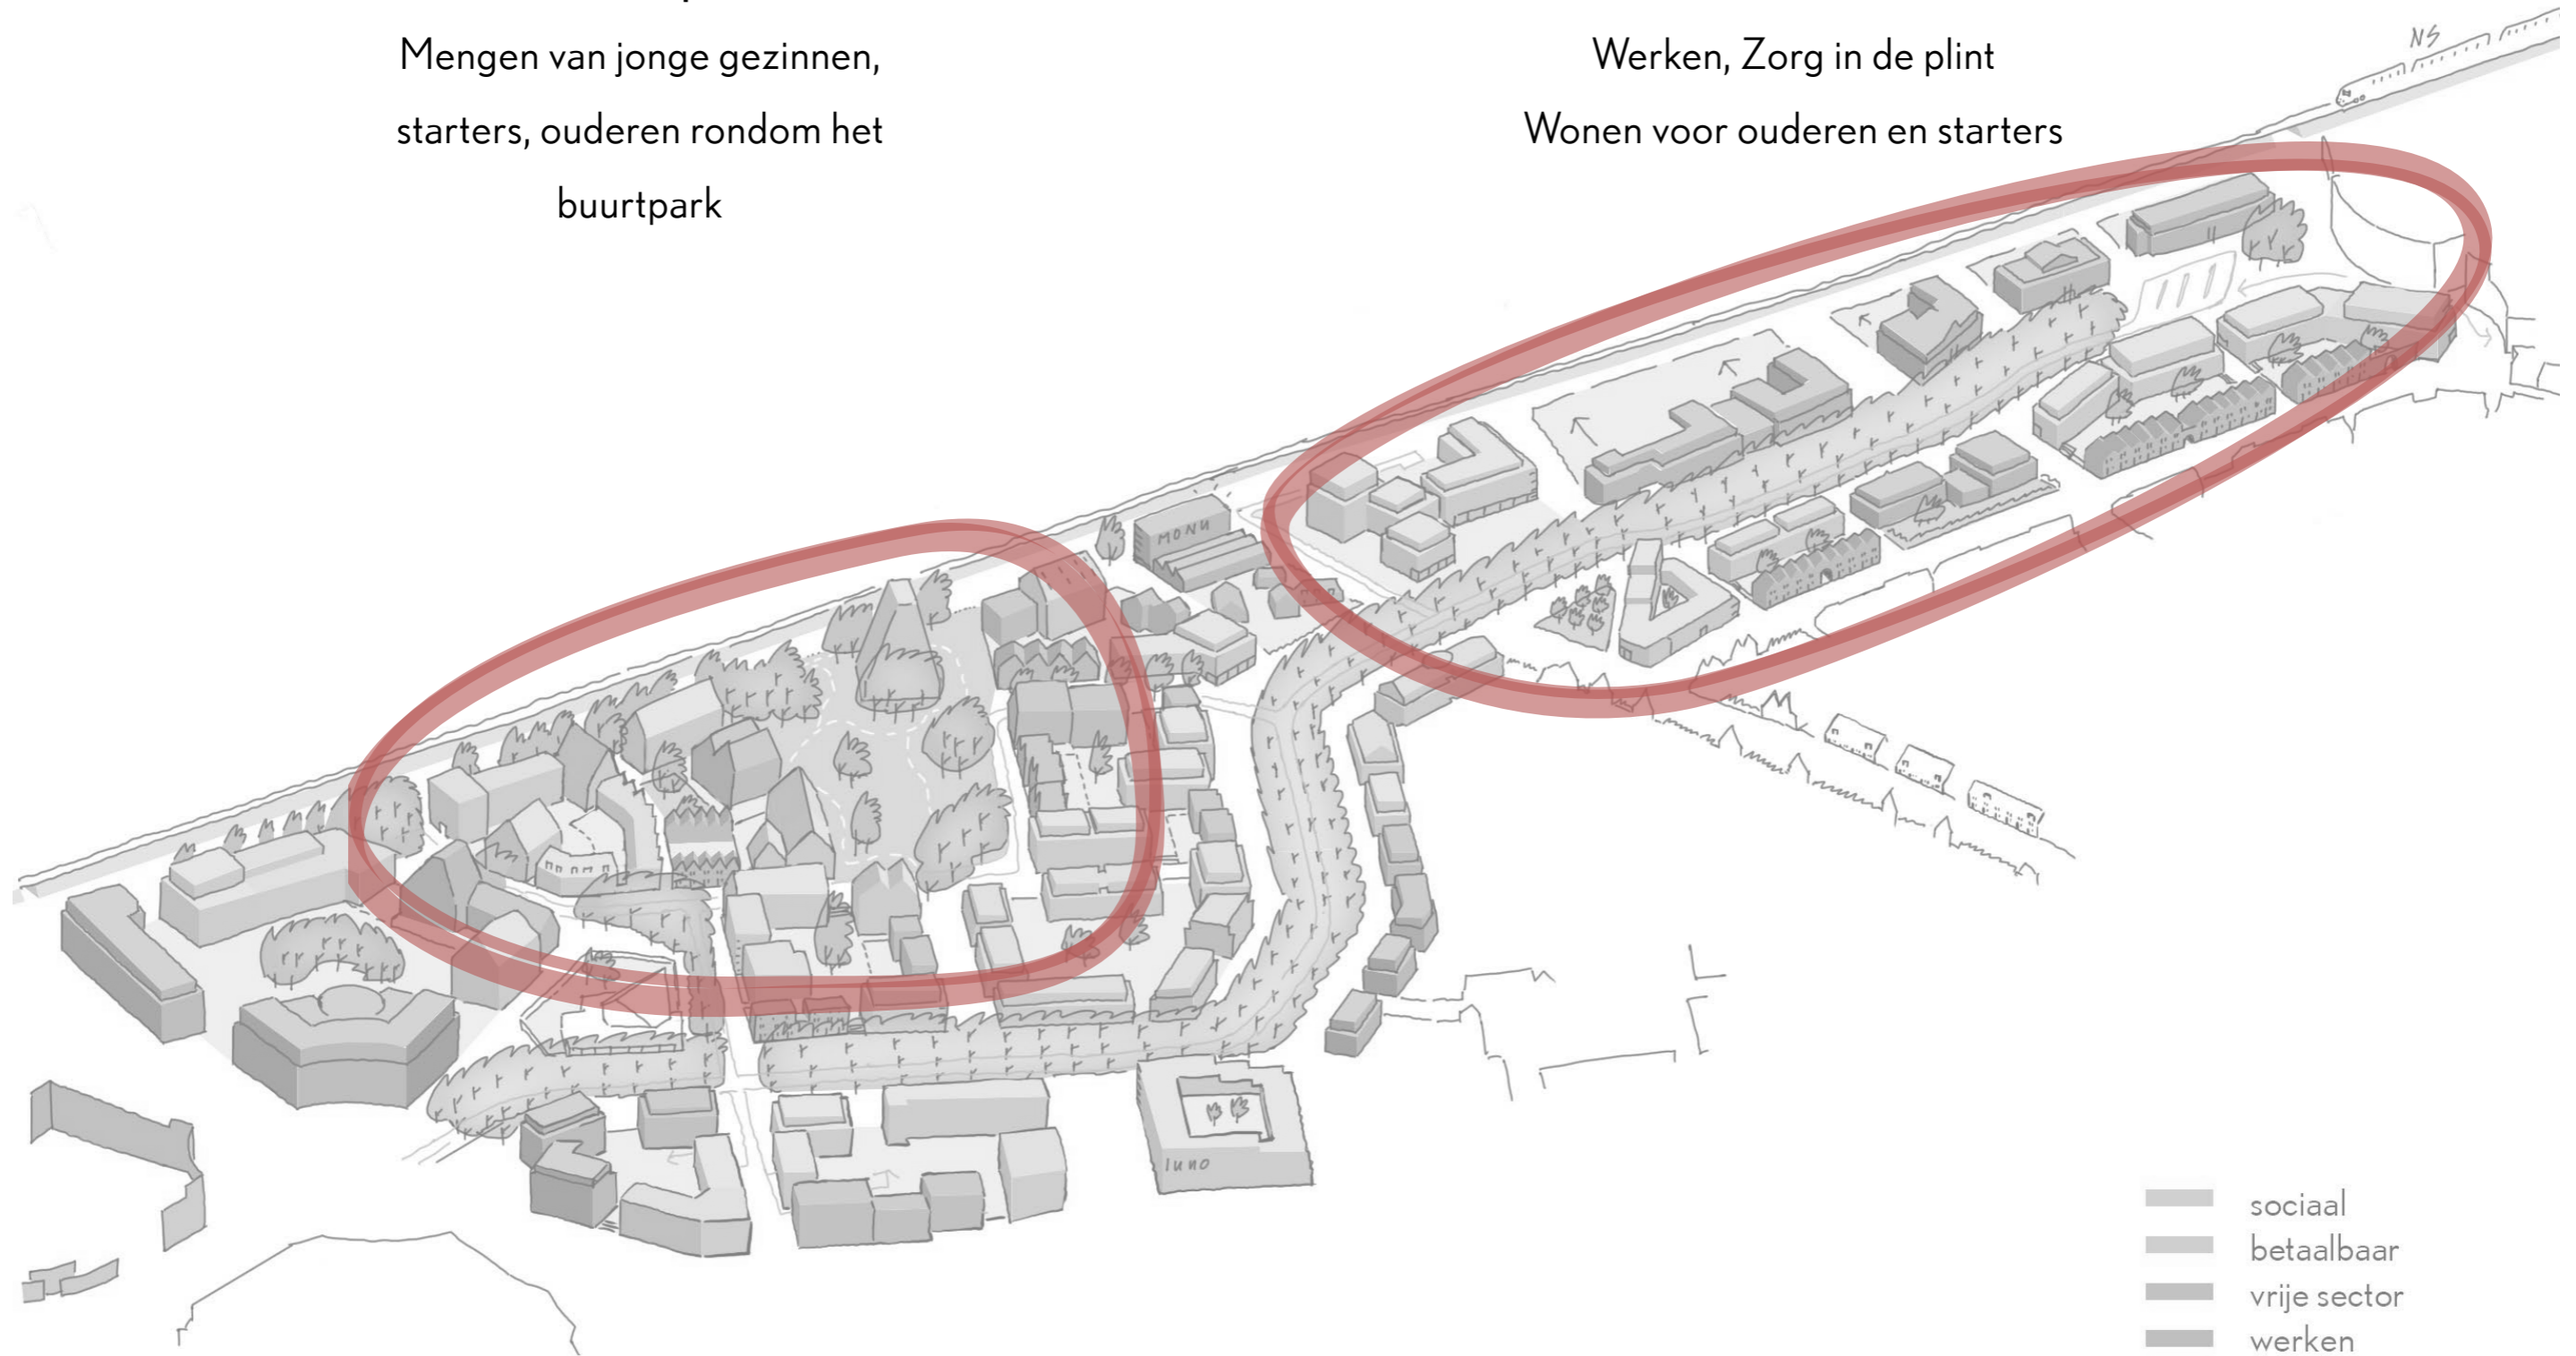 Mengen van jonge gezinnen,
starters, ouderen rondom het
buurtpark
Werken, Zorg in de plint
Wonen voor ouderen en starters
NS
MONU
IUNO
sociaal
betaalbaar
vrije sector
werken